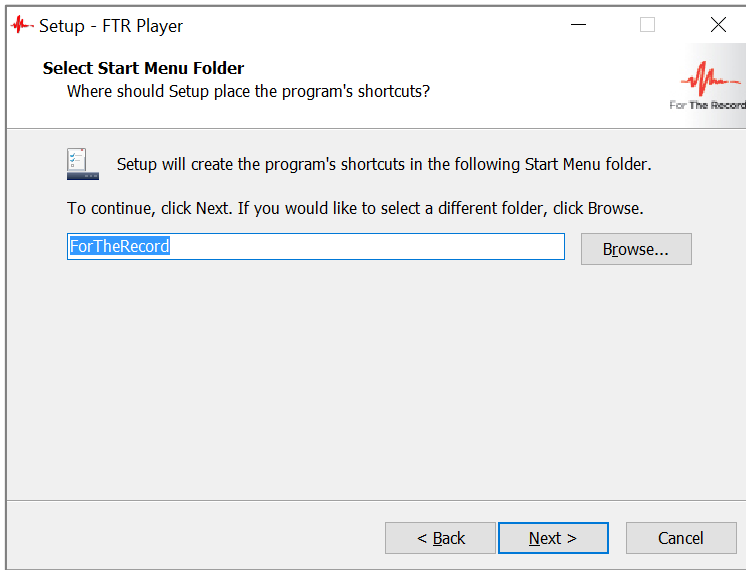 Setup - FTR Player
Select Start Menu Folder
Where should Setup place the program's shortcuts?
For The Record
Setup will create the program's shortcuts in the following Start Menu folder.
To continue, click Next. If you would like to select a different folder, click Browse.
ForTheRecord
Browse...
< Back
Next >
Cancel